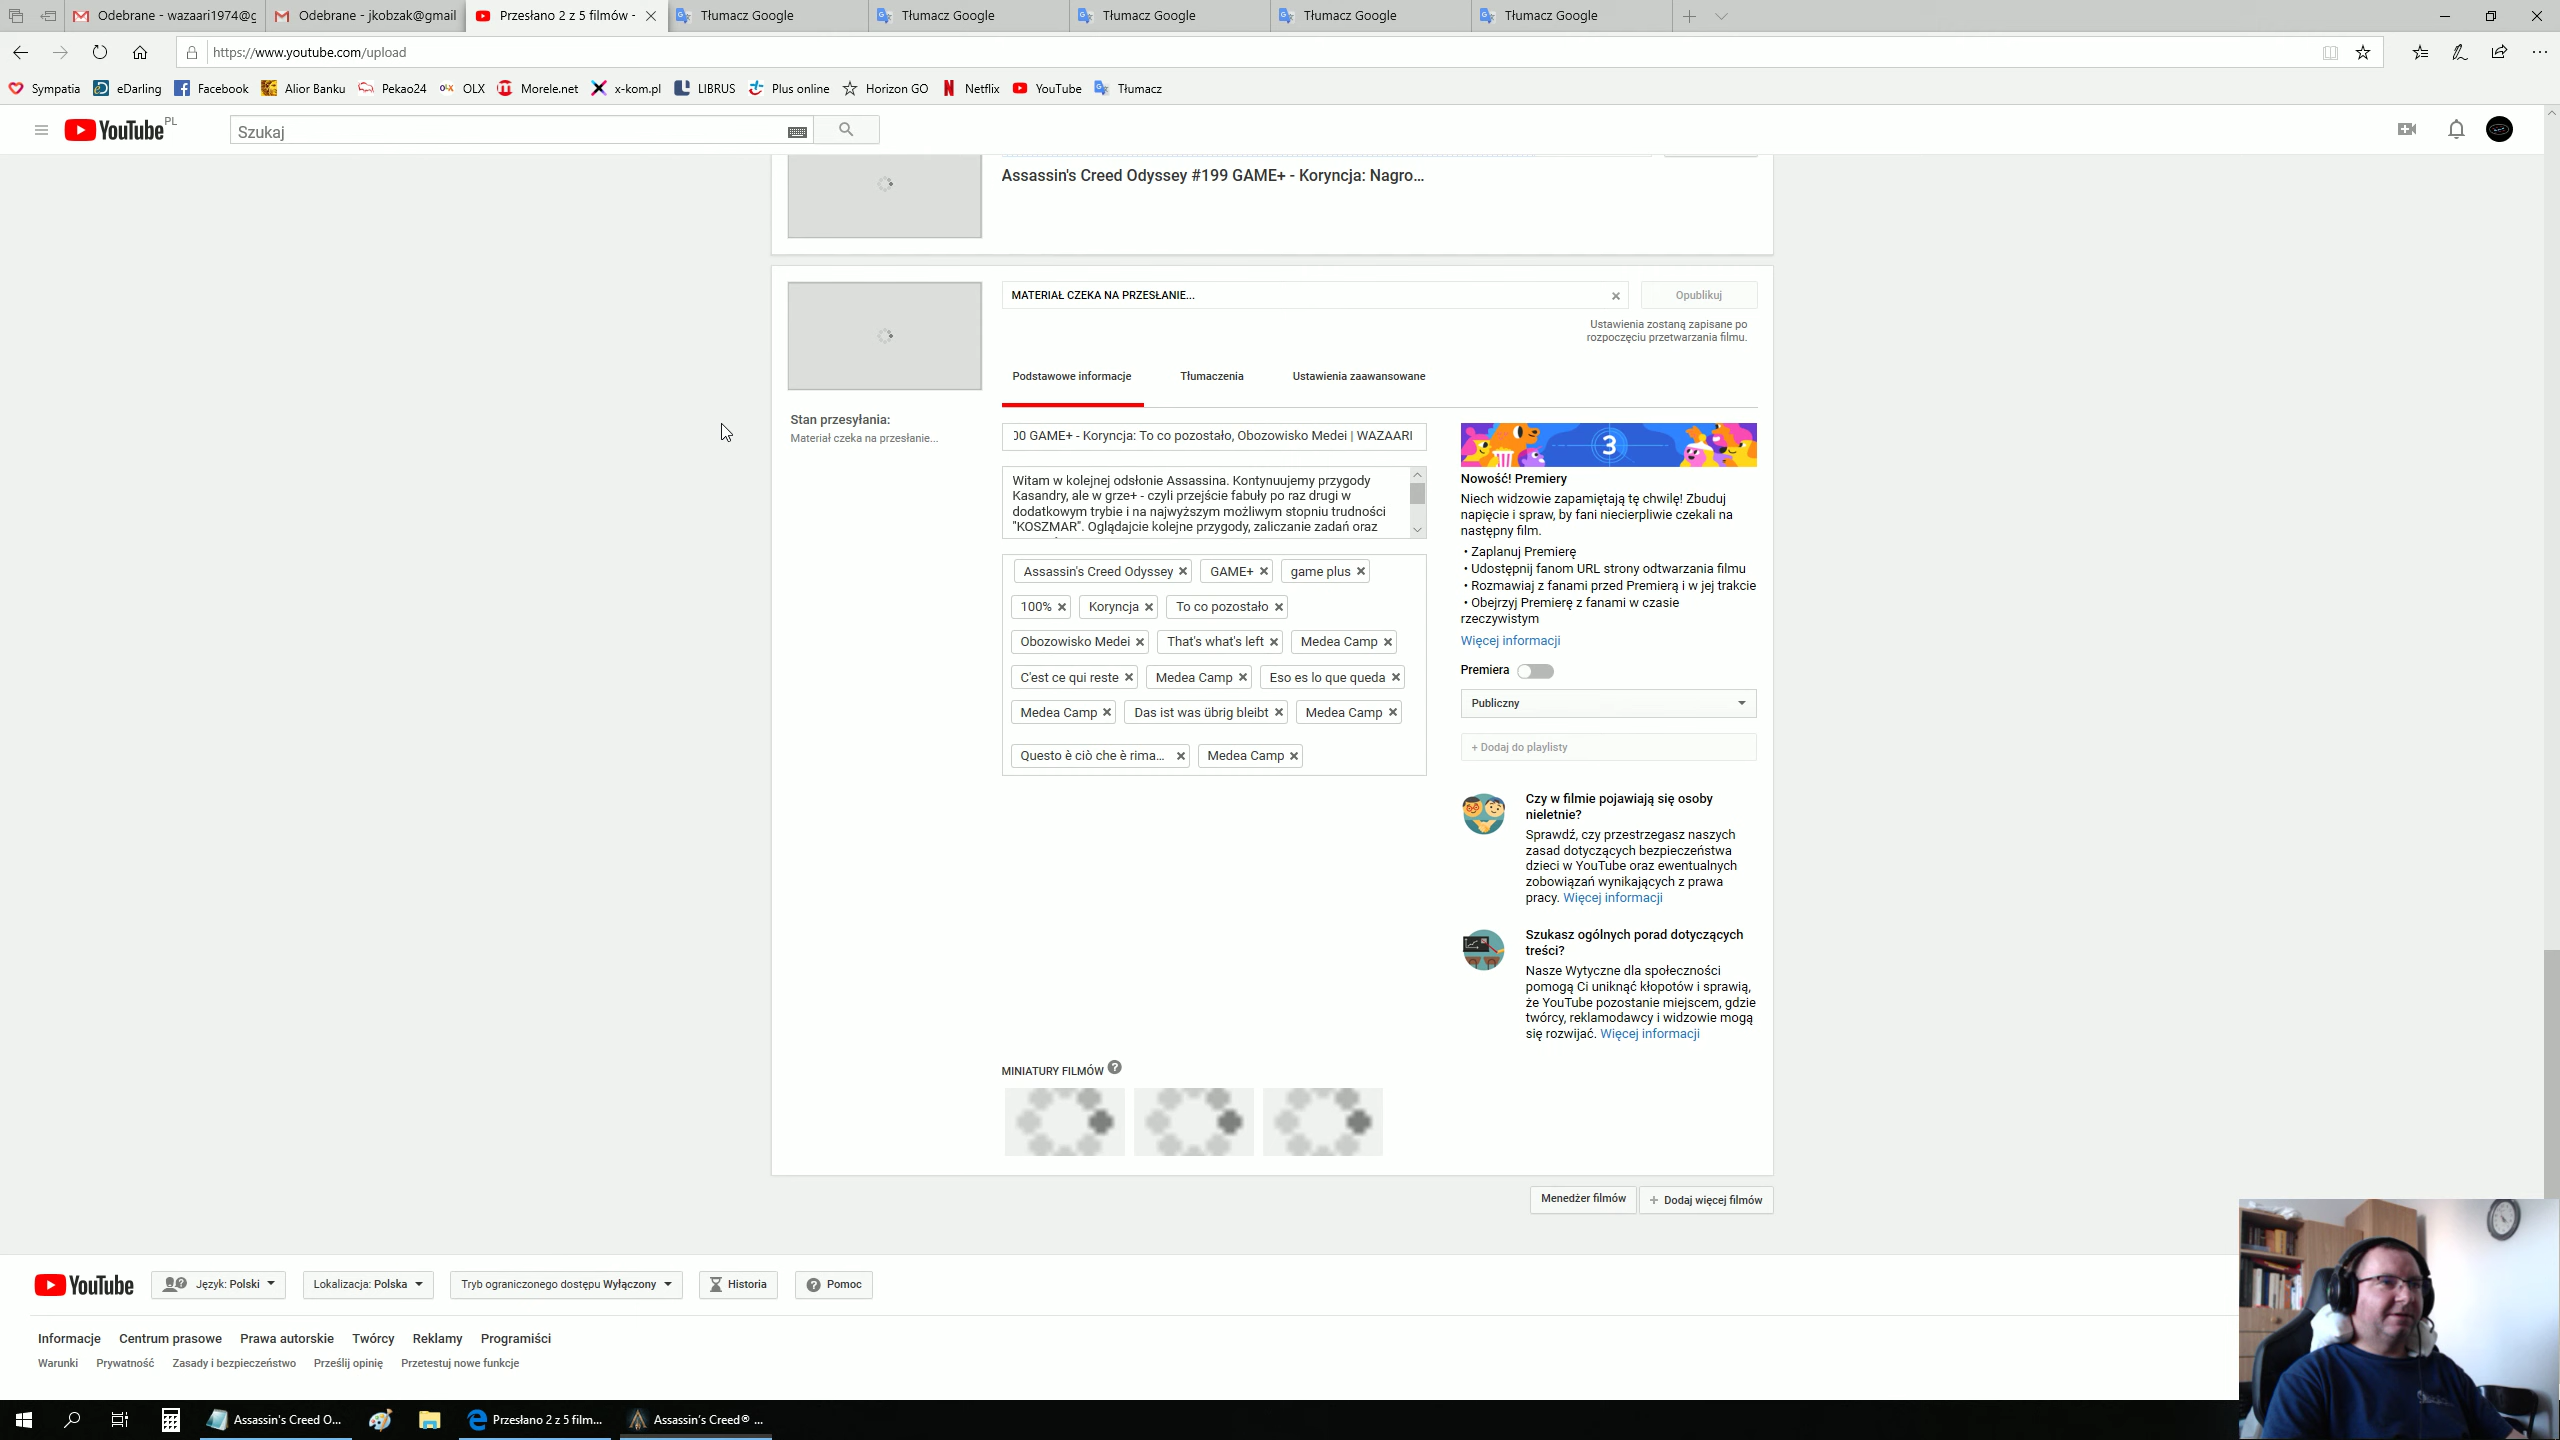 Odebrane - wazaari1974@g
Odebrane - jkobzak@gmail
Przesłano 2 z 5 filmów -
Tłumacz Google
Tłumacz Google
Tłumacz Google
Tłumacz Google
Tłumacz Google
https://www.youtube.com/upload
Sympatia
eDarling
Facebook
Alior Banku
Pekao24
OLX
Morele.net
x-kom.pl
LIBRUS
Plus online
Horizon GO
Netflix
YouTube
Tłumacz
YouTube PL
Szukaj
Assassin's Creed Odyssey #199 GAME+ - Koryncja: Nagro...
MATERIAŁ CZEKA NA PRZESŁANIE...
Opublikuj
Ustawienia zostaną zapisane po
rozpoczęciu przetwarzania filmu.
Podstawowe informacje
Tłumaczenia
Ustawienia zaawansowane
Stan przesyłania:
Materiał czeka na przesłanie...
00 GAME+ - Koryncja: To co pozostało, Obozowisko Medei | WAZAARI
Witam w kolejnej odsłonie Assassina. Kontynuujemy przygody
Kasandry, ale w grze+ - czyli przejście fabuły po raz drugi w
dodatkowym trybie i na najwyższym możliwym stopniu trudności
"KOSZMAR". Oglądajcie kolejne przygody, zaliczanie zadań oraz
Assassin's Creed Odyssey
GAME+
game plus
100%
Koryncja
To co pozostało
Obozowisko Medei
That's what's left
Medea Camp
C'est ce qui reste
Medea Camp
Eso es lo que queda
Medea Camp
Das ist was übrig bleibt
Medea Camp
Questo è ciò che è rima...
Medea Camp
3
Nowość! Premiery
Niech widzowie zapamiętają tę chwilę! Zbuduj
napięcie i spraw, by fani niecierpliwie czekali na
następny film.
• Zaplanuj Premierę
• Udostępnij fanom URL strony odtwarzania filmu
• Rozmawiaj z fanami przed Premierą i w jej trakcie
• Obejrzyj Premierę z fanami w czasie
rzeczywistym
Więcej informacji
Premiera
Publiczny
+ Dodaj do playlisty
Czy w filmie pojawiają się osoby
nieletnie?
Sprawdź, czy przestrzegasz naszych
zasad dotyczących bezpieczeństwa
dzieci w YouTube oraz ewentualnych
zobowiązań wynikających z prawa
pracy. Więcej informacji
Szukasz ogólnych porad dotyczących
treści?
Nasze Wytyczne dla społeczności
pomogą Ci uniknąć kłopotów i sprawią,
że YouTube pozostanie miejscem, gdzie
twórcy, reklamodawcy i widzowie mogą
się rozwijać. Więcej informacji
MINIATURY FILMÓW ?
Menedżer filmów
+ Dodaj więcej filmów
YouTube
Język: Polski
Lokalizacja: Polska
Tryb ograniczonego dostępu Wyłączony
Historia
Pomoc
Informacje
Centrum prasowe
Prawa autorskie
Twórcy
Reklamy
Programiści
Warunki
Prywatność
Zasady i bezpieczeństwo
Prześlij opinię
Przetestuj nowe funkcje
Assassin's Creed O...
Przesłano 2 z 5 film...
Assassin's Creed® ...